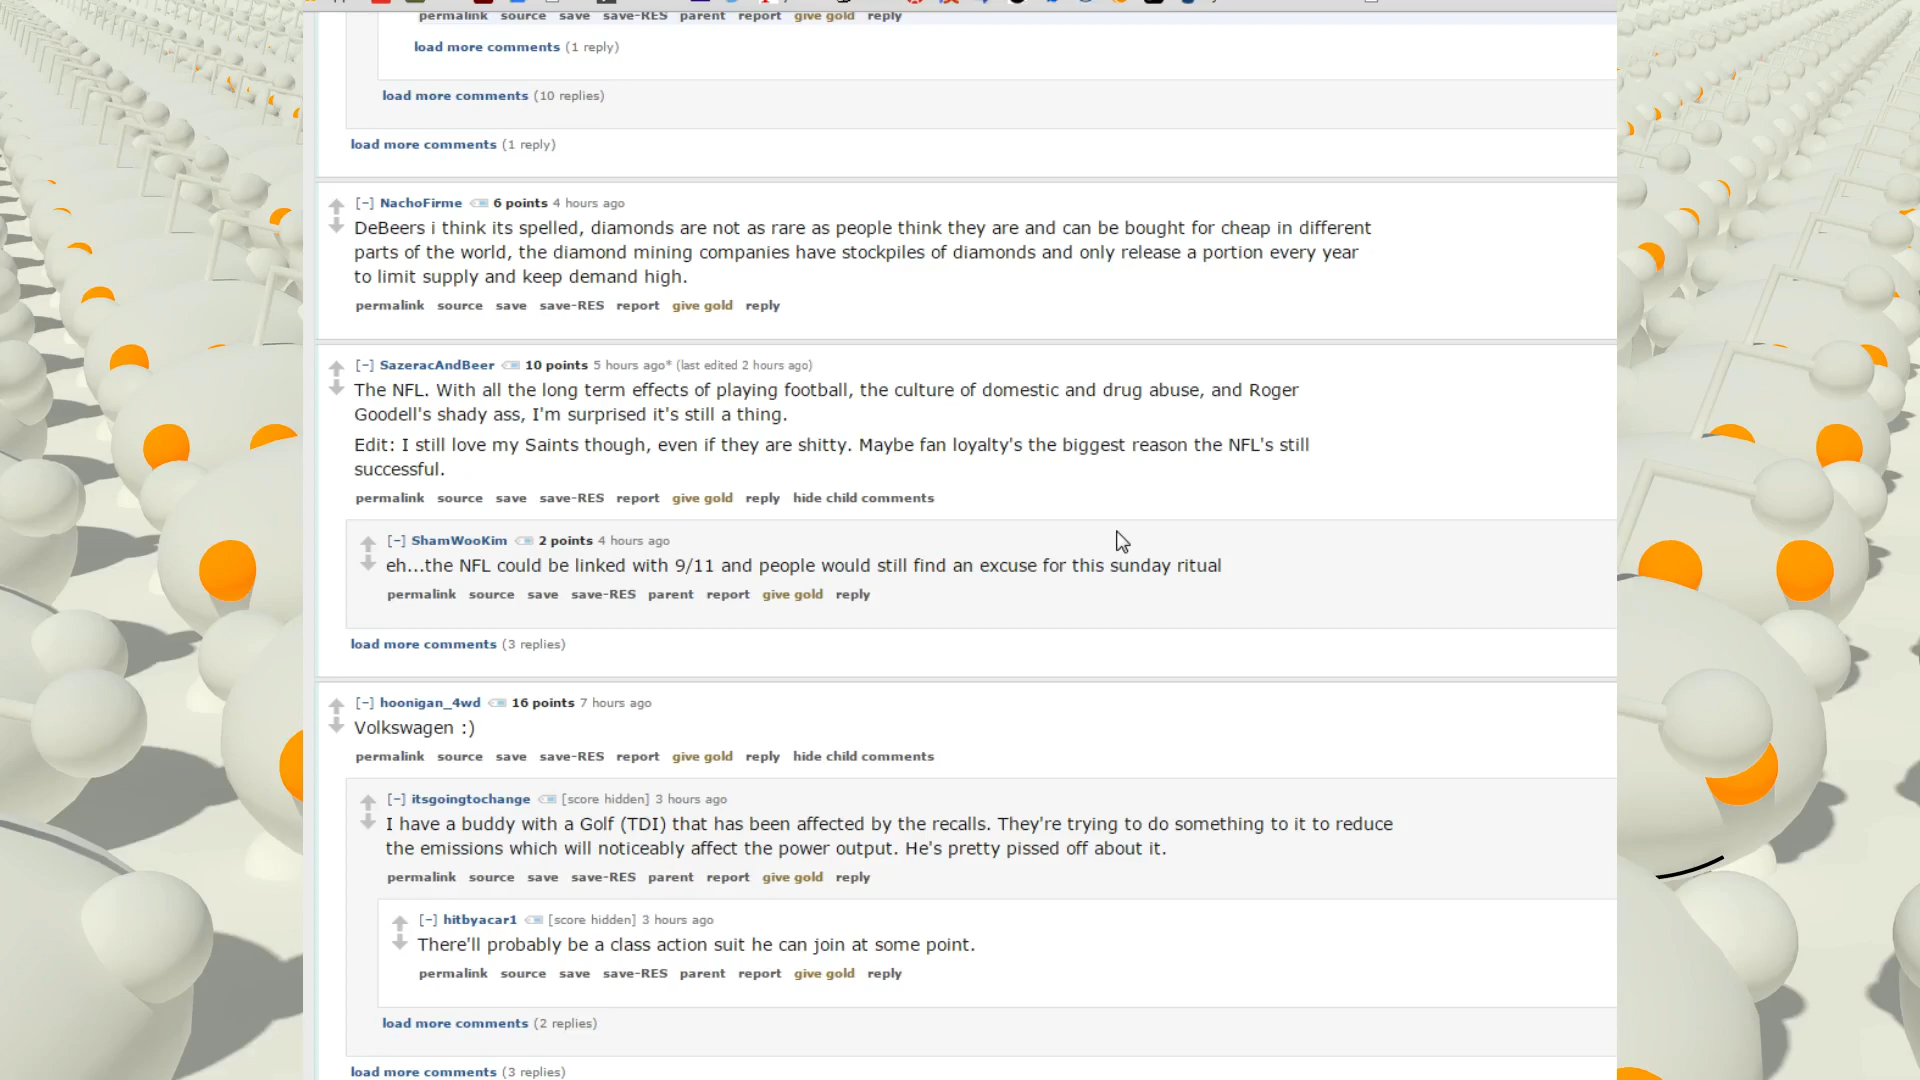 permalink source save save-RES parent report give gold reply
load more comments (1 reply)
load more comments (10 replies)
load more comments (1 reply)
[-] NachoFirme 6 points 4 hours ago
DeBeers i think its spelled, diamonds are not as rare as people think they are and can be bought for cheap in different
parts of the world, the diamond mining companies have stockpiles of diamonds and only release a portion every year
to limit supply and keep demand high.
permalink source save save-RES report give gold reply
[-] SazeracAndBeer 10 points 5 hours ago* (last edited 2 hours ago)
The NFL. With all the long term effects of playing football, the culture of domestic and drug abuse, and Roger
Goodell's shady ass, I'm surprised it's still a thing.
Edit: I still love my Saints though, even if they are shitty. Maybe fan loyalty's the biggest reason the NFL's still
successful.
permalink source save save-RES report give gold reply hide child comments
[-] ShamWooKim 2 points 4 hours ago
eh...the NFL could be linked with 9/11 and people would still find an excuse for this sunday ritual
permalink source save save-RES parent report give gold reply
load more comments (3 replies)
[-] hoonigan_4wd 16 points 7 hours ago
Volkswagen :)
permalink source save save-RES report give gold reply hide child comments
[-] itsgoingtochange [score hidden] 3 hours ago
I have a buddy with a Golf (TDI) that has been affected by the recalls. They're trying to do something to it to reduce
the emissions which will noticeably affect the power output. He's pretty pissed off about it.
permalink source save save-RES parent report give gold reply
[-] hitbyacar1 [score hidden] 3 hours ago
There'll probably be a class action suit he can join at some point.
permalink source save save-RES parent report give gold reply
load more comments (2 replies)
load more comments (3 replies)